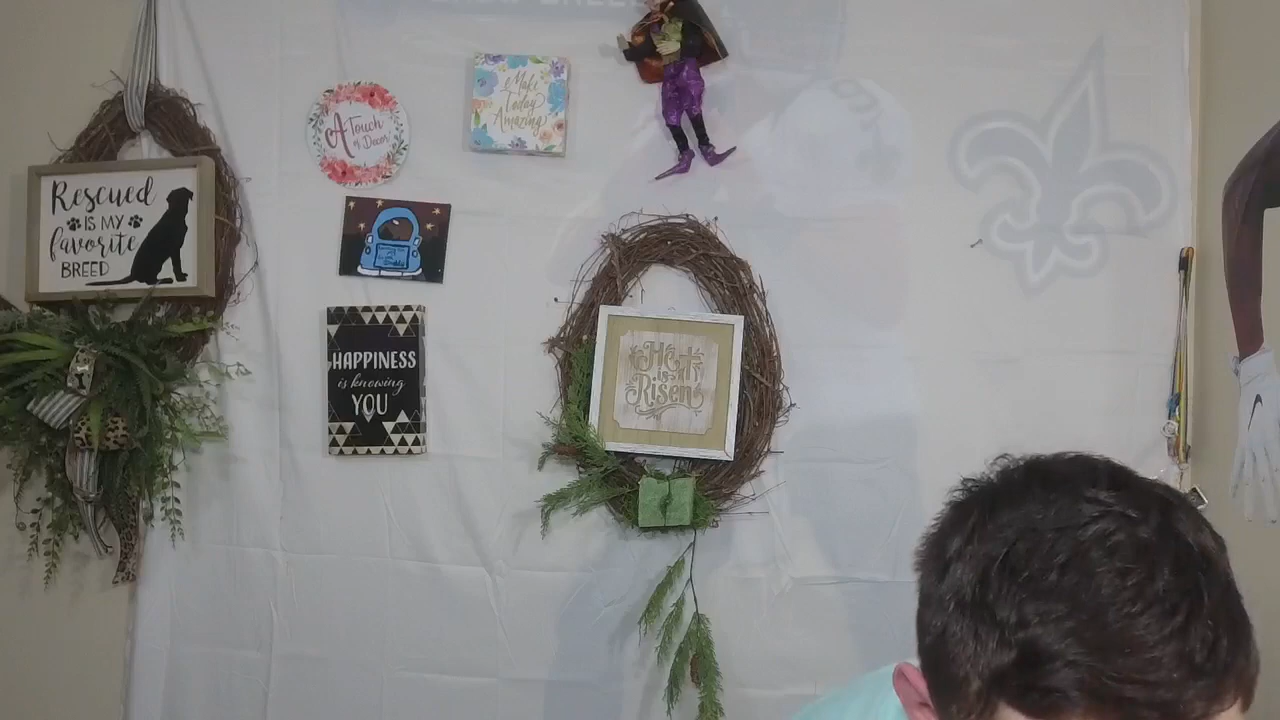 Rescued
IS MY
favorite
BREED
A Touch
of Decor
Make
Today
Amazing
HAPPINESS
is knowing
YOU
He
is
Risen